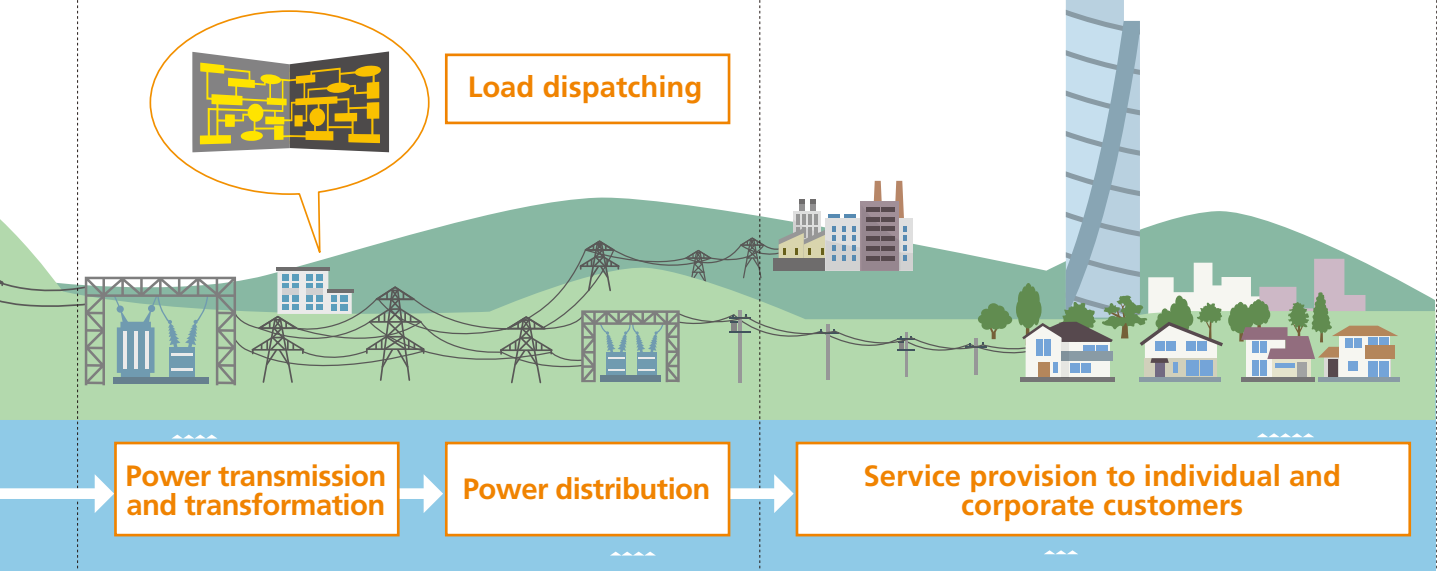 Load dispatching
Power transmission
and transformation
Power distribution
Service provision to individual and
corporate customers